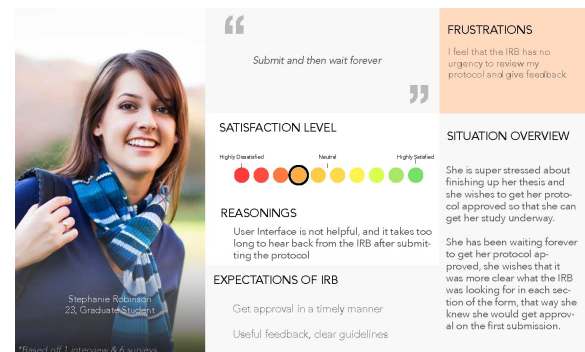 “
Submit and then wait forever
”
SATISFACTION LEVEL
Highly Dissatisfied Neutral Highly Satisfied
REASONINGS
User Interface is not helpful, and it takes too
long to hear back from the IRB after submit-
ting the protocol
EXPECTATIONS OF IRB
Get approval in a timely manner
Useful feedback, clear guidelines
FRUSTRATIONS
I feel that the IRB has no
urgency to review my
protocol and give feedback
SITUATION OVERVIEW
She is super stressed about
finishing up her thesis and
she wishes to get her proto-
col approved so that she can
get her study underway.
She has been waiting forever
to get her protocol ap-
proved, she wishes that it
was more clear what the IRB
was looking for in each sec-
tion of the form, that way she
knew she would get approv-
al on the first submission.
Stephanie Robinson
23, Graduate Student
*Based off 1 interview & 6 surveys